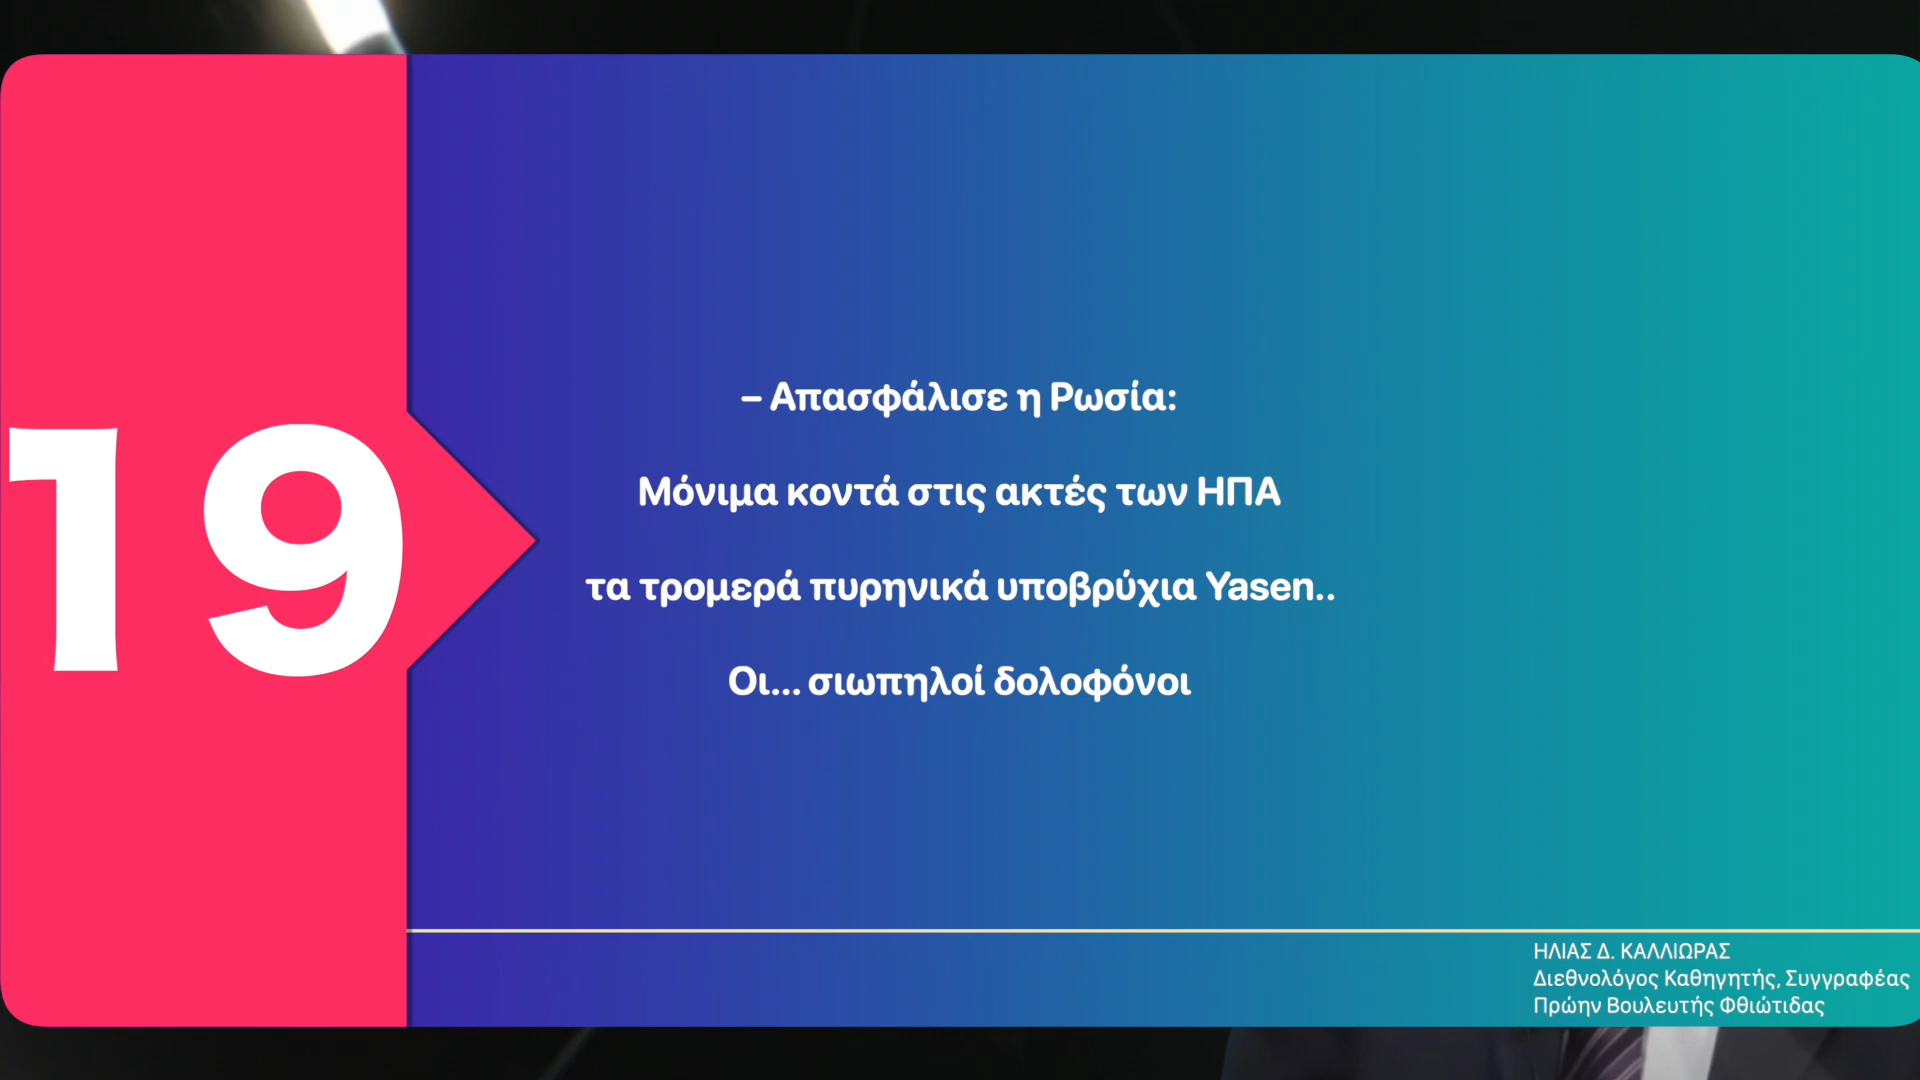 19
– Απασφάλισε η Ρωσία:
Μόνιμα κοντά στις ακτές των ΗΠΑ
τα τρομερά πυρηνικά υποβρύχια Yasen..
Οι... σιωπηλοί δολοφόνοι
ΗΛΙΑΣ Δ. ΚΑΛΛΙΩΡΑΣ
Διεθνολόγος Καθηγητής, Συγγραφέας
Πρώην Βουλευτής Φθιώτιδας